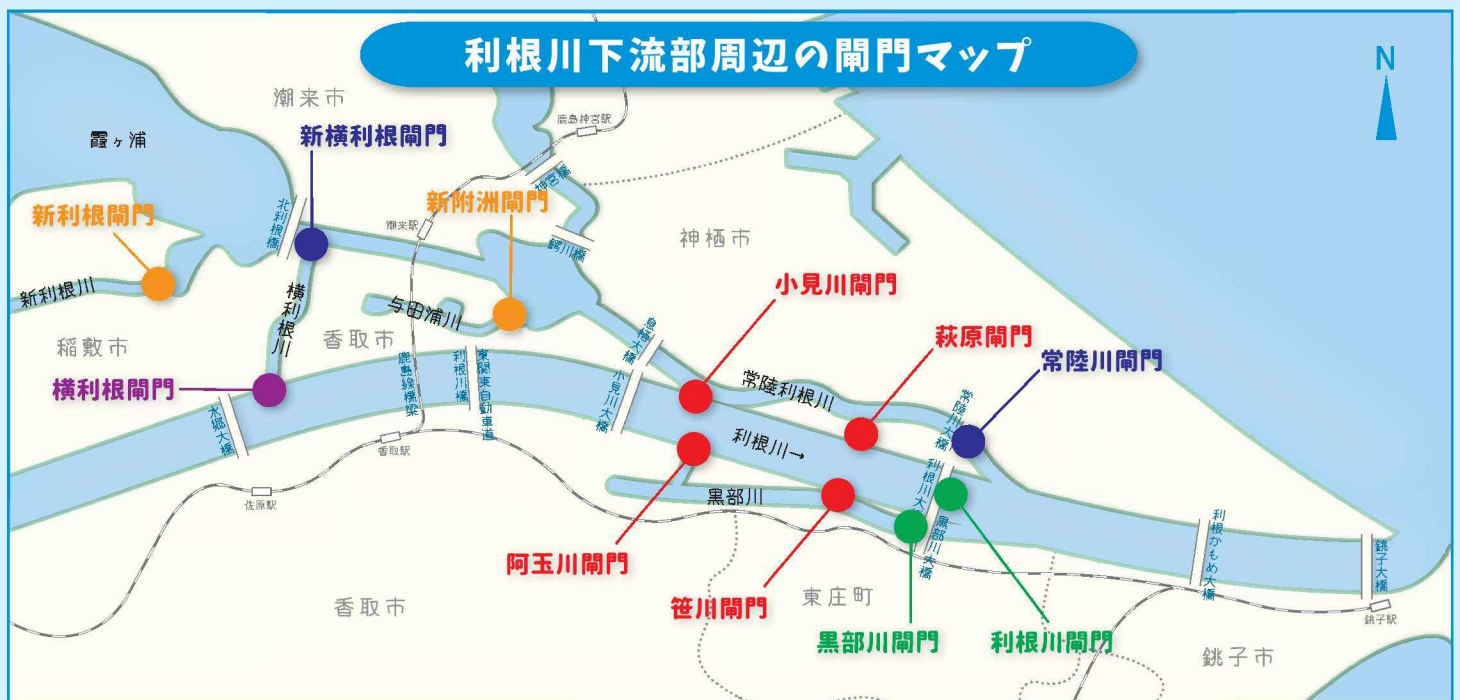 利根川下流部周辺の閘門マップ
N
潮来市
鹿島神宮駅
霞ヶ浦
新横利根閘門
神宮橋
新利根閘門
北利根橋
潮来駅
新附洲閘門
鰐川橋
神栖市
新利根川
横利根川
与田浦川
小見川閘門
稲敷市
香取市
息栖大橋
萩原閘門
常陸川閘門
横利根閘門
水郷大橋
鹿島線橋梁
利根川橋
東関東自動車道
小見川大橋
常陸利根川
常陸川大橋
利根川→
香取駅
佐原駅
黒部川
利根川大橋
黒部川大橋
利根かもめ大橋
銚子大橋
阿玉川閘門
香取市
笹川閘門
東庄町
黒部川閘門
利根川閘門
銚子駅
銚子市